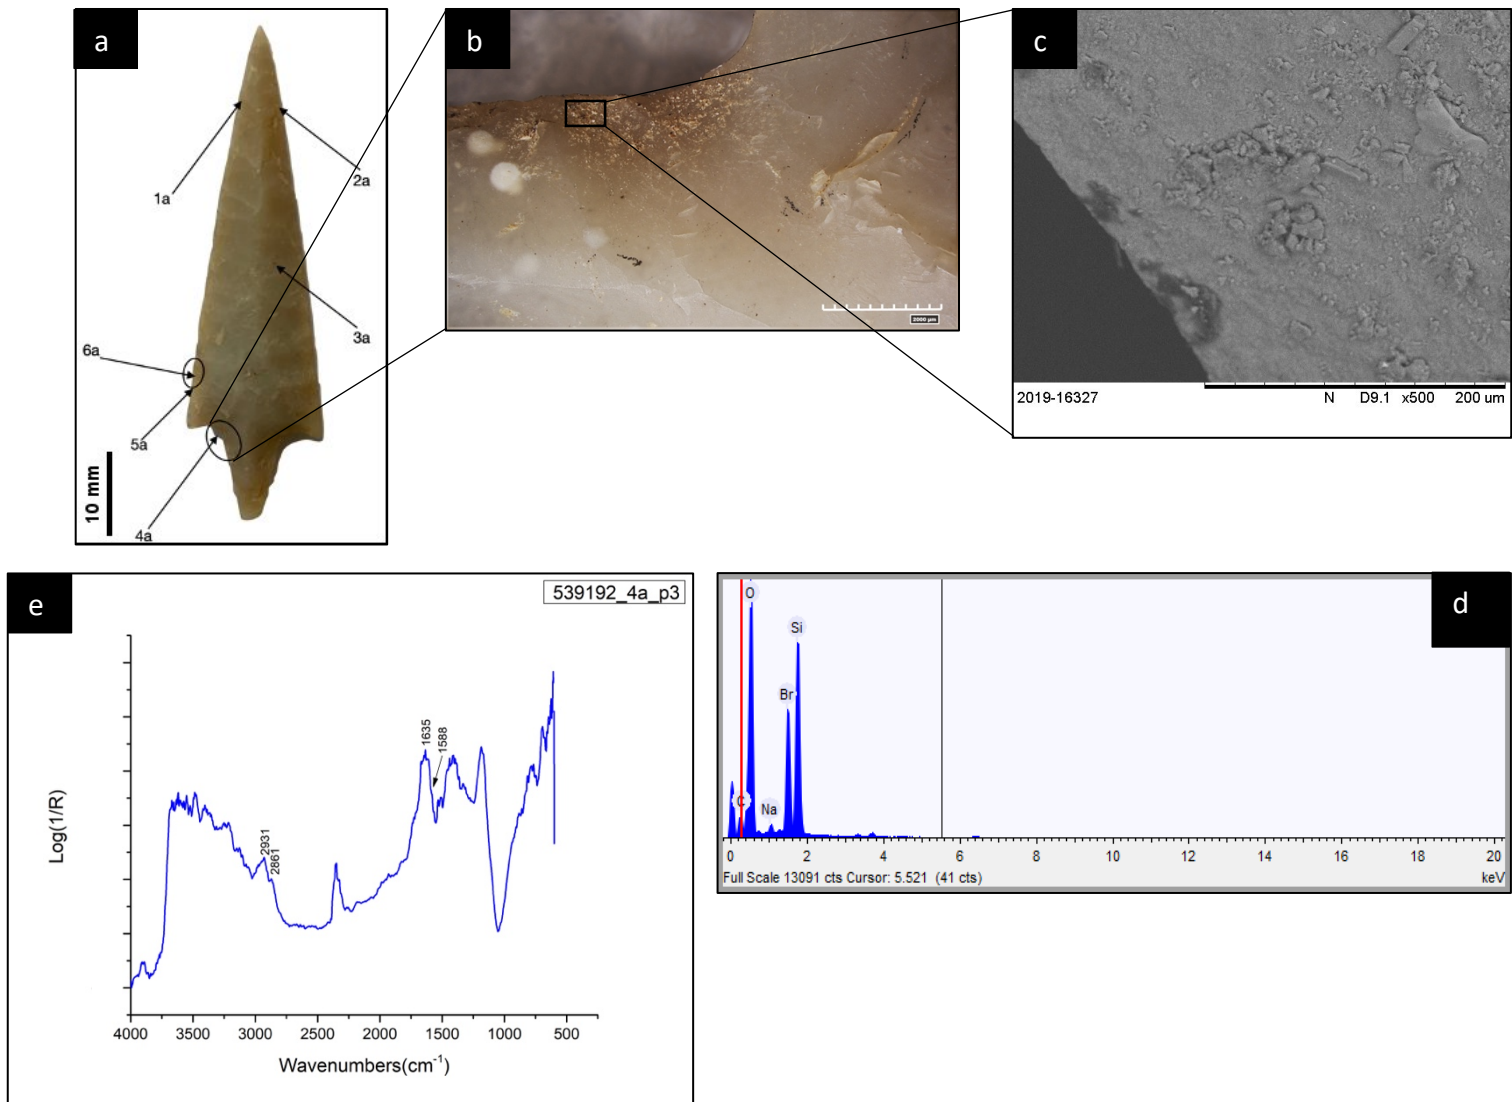 a
1a
2a
3a
6a
5a
4a
10 mm
b
2000 µm
c
2019-16327 N D9.1 x500 200 um
e
539192_4a_p3
Log(1/R)
2931
2861
1635
1588
4000 3500 3000 2500 2000 1500 1000 500
Wavenumbers(cm-1)
d
O
Si
Br
C
Na
0 2 4 6 8 10 12 14 16 18 20
Full Scale 13091 cts Cursor: 5.521 (41 cts) keV